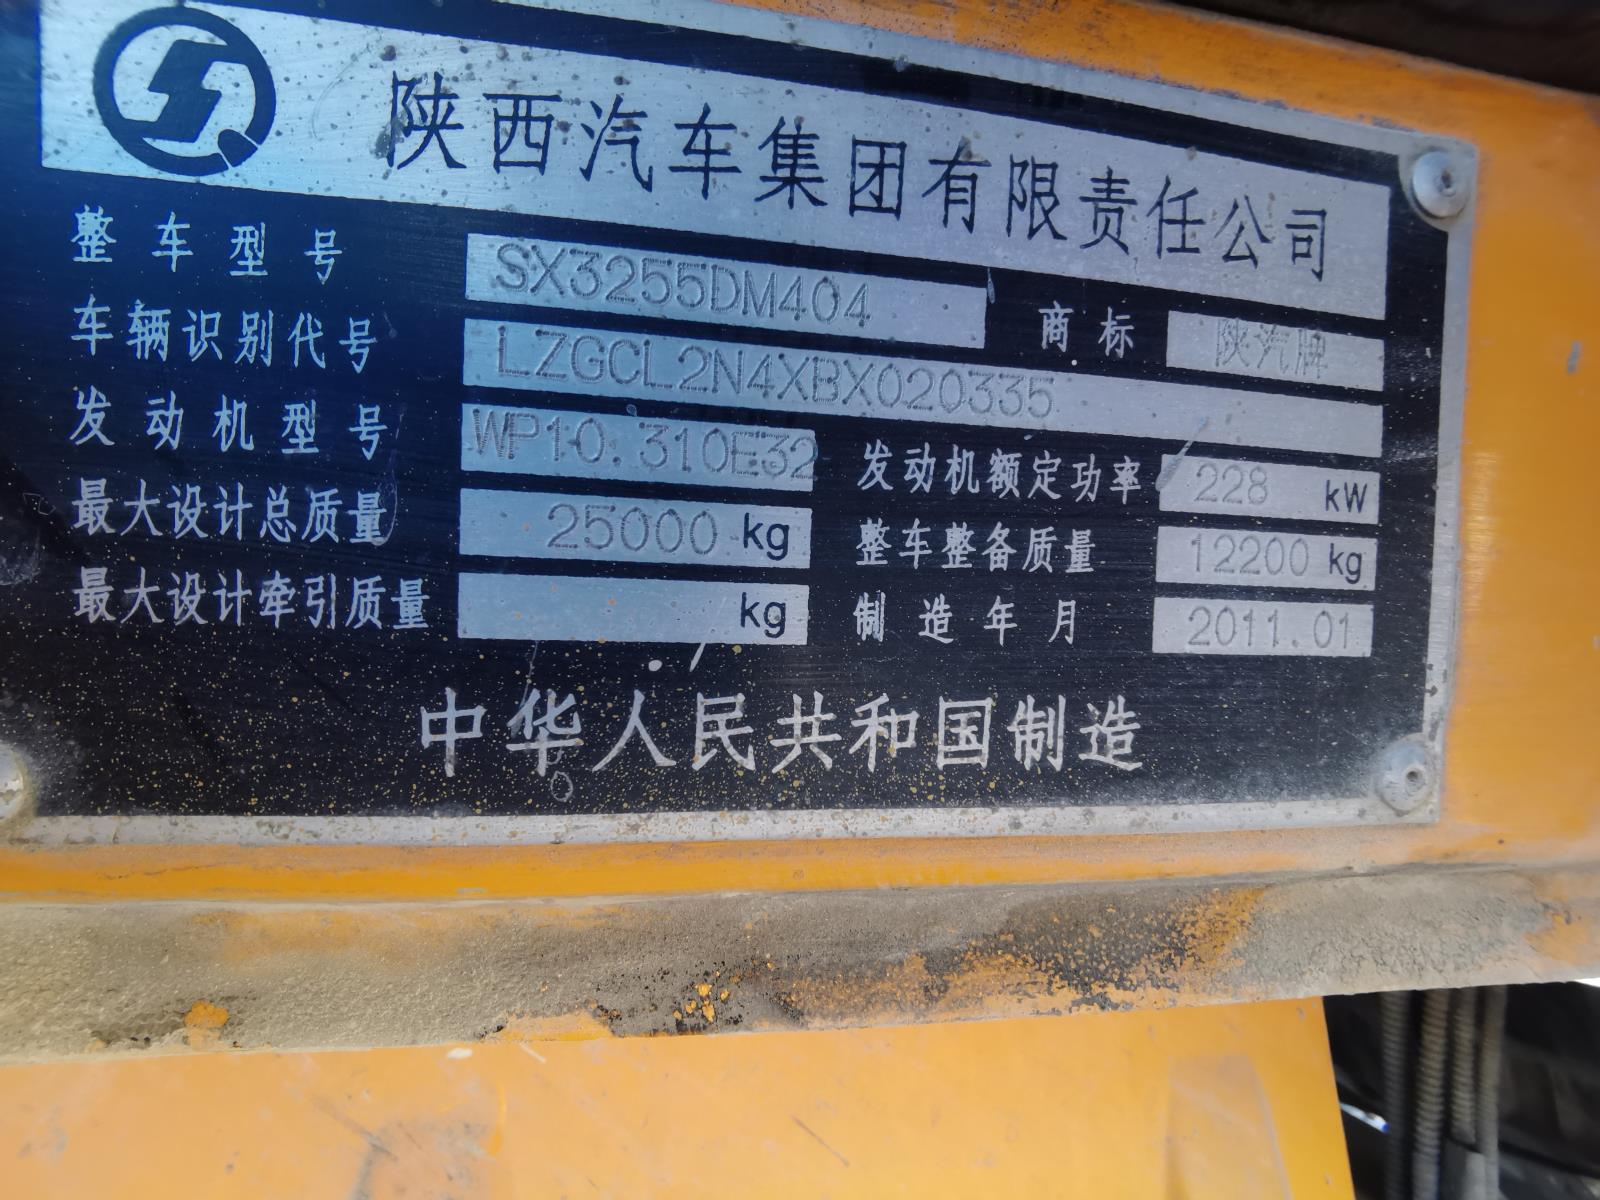 陕西汽车集团有限责任公司
整车型号 SX3255DM404 商标 陕汽牌
车辆识别代号 LZGCL2N4XBX020335
发动机型号 WP10.310E32 发动机额定功率 228 kW
最大设计总质量 25000 kg 整车整备质量 12200 kg
最大设计牵引质量 kg 制造年月 2011.01
中华人民共和国制造